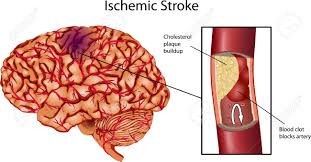 Ischemic Stroke
Cholesterol
plaque
buildup
Blood clot
blocks artery